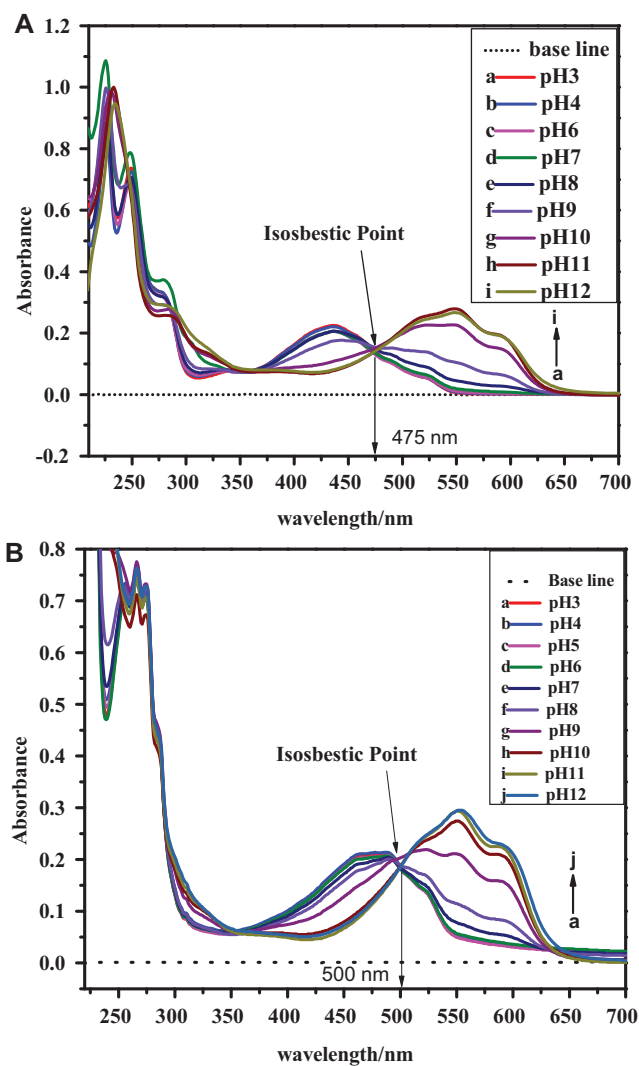 A
1.2
1.0
0.8
0.6
0.4
0.2
0.0
-0.2
Absorbance
base line
a pH3
b pH4
c pH6
d pH7
e pH8
f pH9
g pH10
h pH11
i pH12
Isosbestic Point
i
a
475 nm
250 300 350 400 450 500 550 600 650 700
wavelength/nm
B
0.8
0.7
0.6
0.5
0.4
0.3
0.2
0.1
0.0
Absorbance
Base line
a pH3
b pH4
c pH5
d pH6
e pH7
f pH8
g pH9
h pH10
i pH11
j pH12
Isosbestic Point
j
a
500 nm
250 300 350 400 450 500 550 600 650 700
wavelength/nm